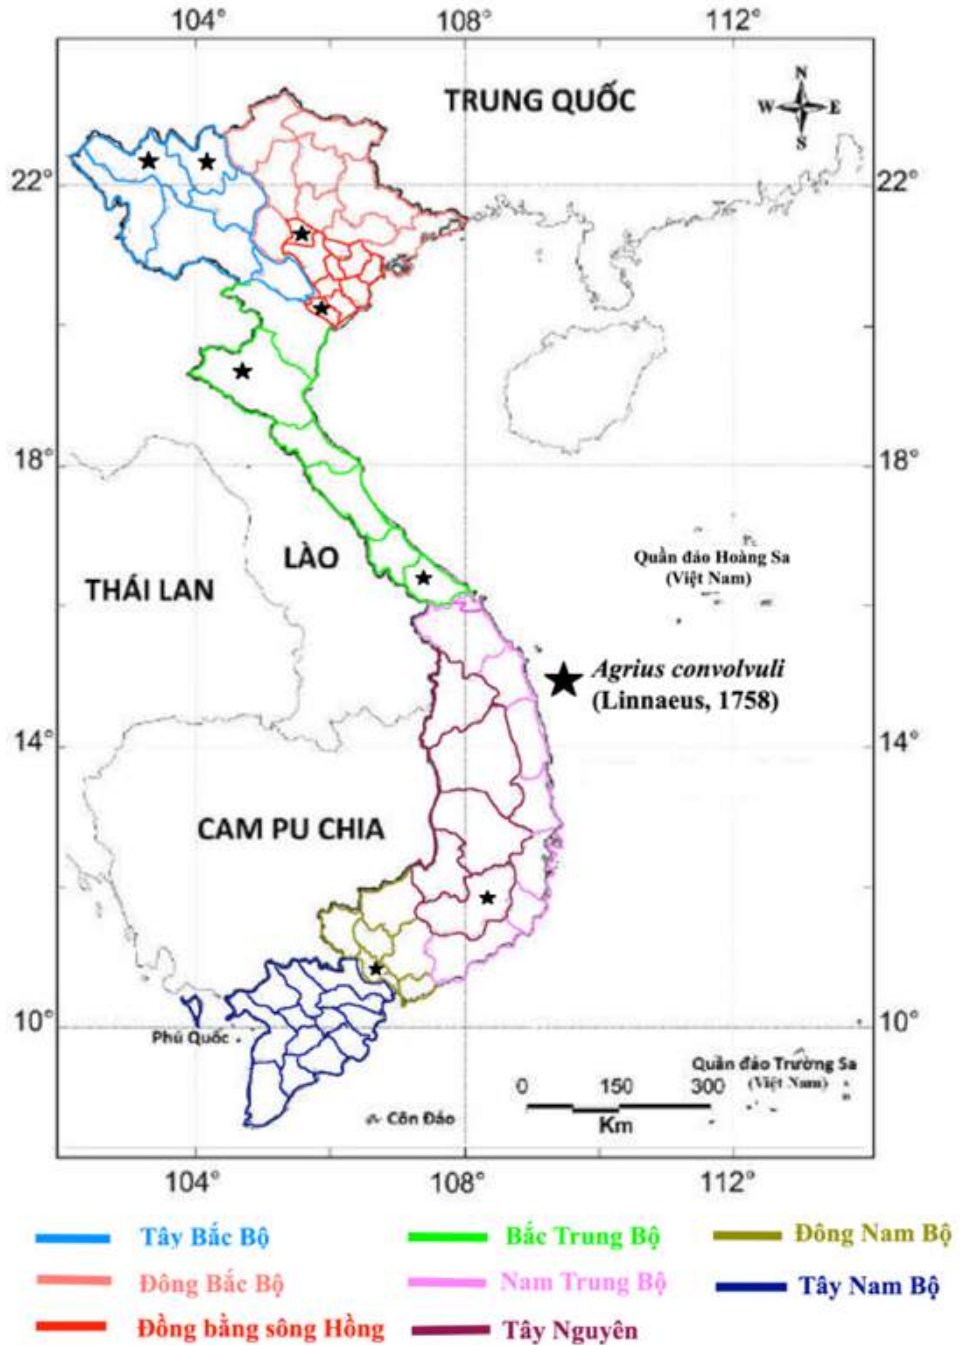 104° 108° 112°
TRUNG QUỐC
N
W E
S
22° 22°
18° 18°
LÀO
THÁI LAN
Quần đảo Hoàng Sa
(Việt Nam)
Agrius convolvuli
(Linnaeus, 1758)
14° 14°
CAM PU CHIA
10° 10°
Phú Quốc
Quần đảo Trường Sa
(Việt Nam)
0 150 300
Km
Côn Đảo
104° 108° 112°
Tây Bắc Bộ Bắc Trung Bộ Đông Nam Bộ
Đông Bắc Bộ Nam Trung Bộ Tây Nam Bộ
Đồng bằng sông Hồng Tây Nguyên